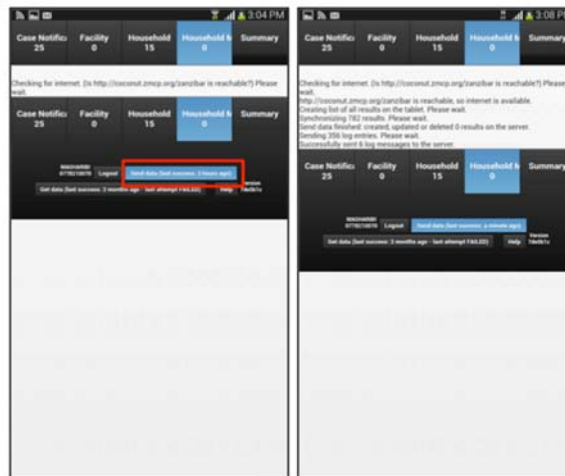 3:04 PM
Case Notific
25
Facility
0
Household
15
Household M
0
Summary
Checking for internet. (Is http://coconut.zmcp.org/zanzibar is reachable?) Please
wait.
Case Notific
25
Facility
0
Household
15
Household M
0
Summary
Logout
Send data (last success: 3 hours ago)
Get data (last success: 2 months ago - last attempt FAILED)
Help
Version
3:08 PM
Case Notific
25
Facility
0
Household
15
Household M
0
Summary
Checking for internet. (Is http://coconut.zmcp.org/zanzibar is reachable?) Please
wait.
http://coconut.zmcp.org/zanzibar is reachable, so internet is available.
Creating list of all results on the tablet. Please wait.
Synchronizing 782 results. Please wait.
Send data finished: created, updated or deleted 0 results on the server.
Sending 356 log entries. Please wait.
Successfully sent 6 log messages to the server.
Case Notific
25
Facility
0
Household
15
Household M
0
Summary
Logout
Send data (last success: a minute ago)
Get data (last success: 2 months ago - last attempt FAILED)
Help
Version